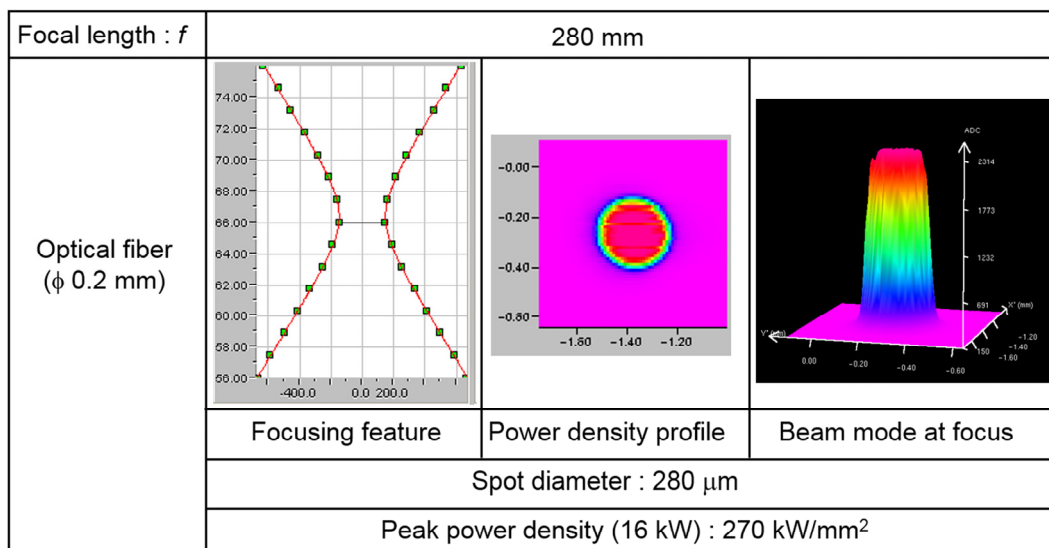 Focal length : f
280 mm
Optical fiber
(ϕ 0.2 mm)
74.00
72.00
70.00
68.00
66.00
64.00
62.00
60.00
58.00
56.00
-400.0 0.0 200.0
-0.00
-0.20
-0.40
-0.60
-1.60 -1.40 -1.20
ADC
2314
1773
1232
691
150
X* (mm)
-1.20
-1.40
-1.60
0.00 -0.20 -0.40 -0.60
Focusing feature
Power density profile
Beam mode at focus
Spot diameter : 280 μm
Peak power density (16 kW) : 270 kW/mm²